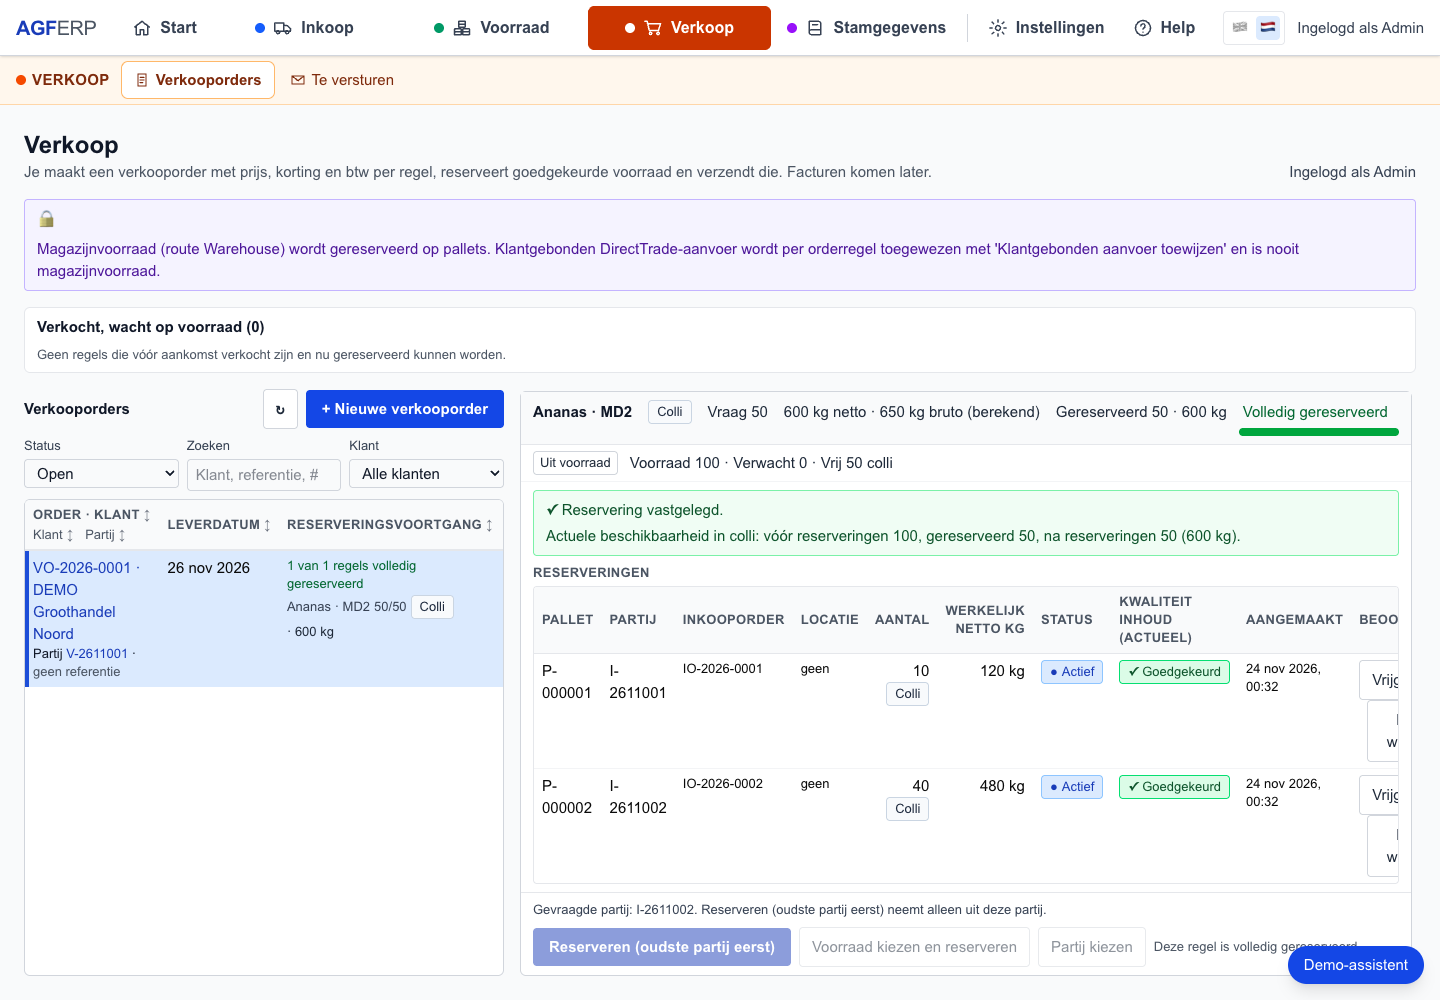 AGFERP
Start
Inkoop
Voorraad
Verkoop
Stamgegevens
Instellingen
Help
Ingelogd als Admin
VERKOOP
Verkooporders
Te versturen
Verkoop
Je maakt een verkooporder met prijs, korting en btw per regel, reserveert goedgekeurde voorraad en verzendt die. Facturen komen later.
Ingelogd als Admin
Magazijnvoorraad (route Warehouse) wordt gereserveerd op pallets. Klantgebonden DirectTrade-aanvoer wordt per orderregel toegewezen met 'Klantgebonden aanvoer toewijzen' en is nooit
magazijnvoorraad.
Verkocht, wacht op voorraad (0)
Geen regels die vóór aankomst verkocht zijn en nu gereserveerd kunnen worden.
Verkooporders
↻
+ Nieuwe verkooporder
Status
Zoeken
Klant
Open
Klant, referentie, #
Alle klanten
ORDER · KLANT ↕
Klant ↕ Partij ↕
LEVERDATUM ↕
RESERVERINGSVOORTGANG ↕
VO-2026-0001 ·
DEMO
Groothandel
Noord
Partij V-2611001 ·
geen referentie
26 nov 2026
1 van 1 regels volledig
gereserveerd
Ananas · MD2 50/50 Colli
· 600 kg
Ananas · MD2 Colli Vraag 50 600 kg netto · 650 kg bruto (berekend) Gereserveerd 50 · 600 kg Volledig gereserveerd
Uit voorraad Voorraad 100 · Verwacht 0 · Vrij 50 colli
✓ Reservering vastgelegd.
Actuele beschikbaarheid in colli: vóór reserveringen 100, gereserveerd 50, na reserveringen 50 (600 kg).
RESERVERINGEN
PALLET
PARTIJ
INKOOPORDER
LOCATIE
AANTAL
WERKELIJK
NETTO KG
STATUS
KWALITEIT
INHOUD
(ACTUEEL)
AANGEMAAKT
BEOO
P-
000001
I-
2611001
IO-2026-0001
geen
10
Colli
120 kg
• Actief
✓ Goedgekeurd
24 nov 2026,
00:32
Vrijg
w
P-
000002
I-
2611002
IO-2026-0002
geen
40
Colli
480 kg
• Actief
✓ Goedgekeurd
24 nov 2026,
00:32
Vrijg
w
Gevraagde partij: I-2611002. Reserveren (oudste partij eerst) neemt alleen uit deze partij.
Reserveren (oudste partij eerst)
Voorraad kiezen en reserveren
Partij kiezen
Deze regel is volledig gereserveerd.
Demo-assistent